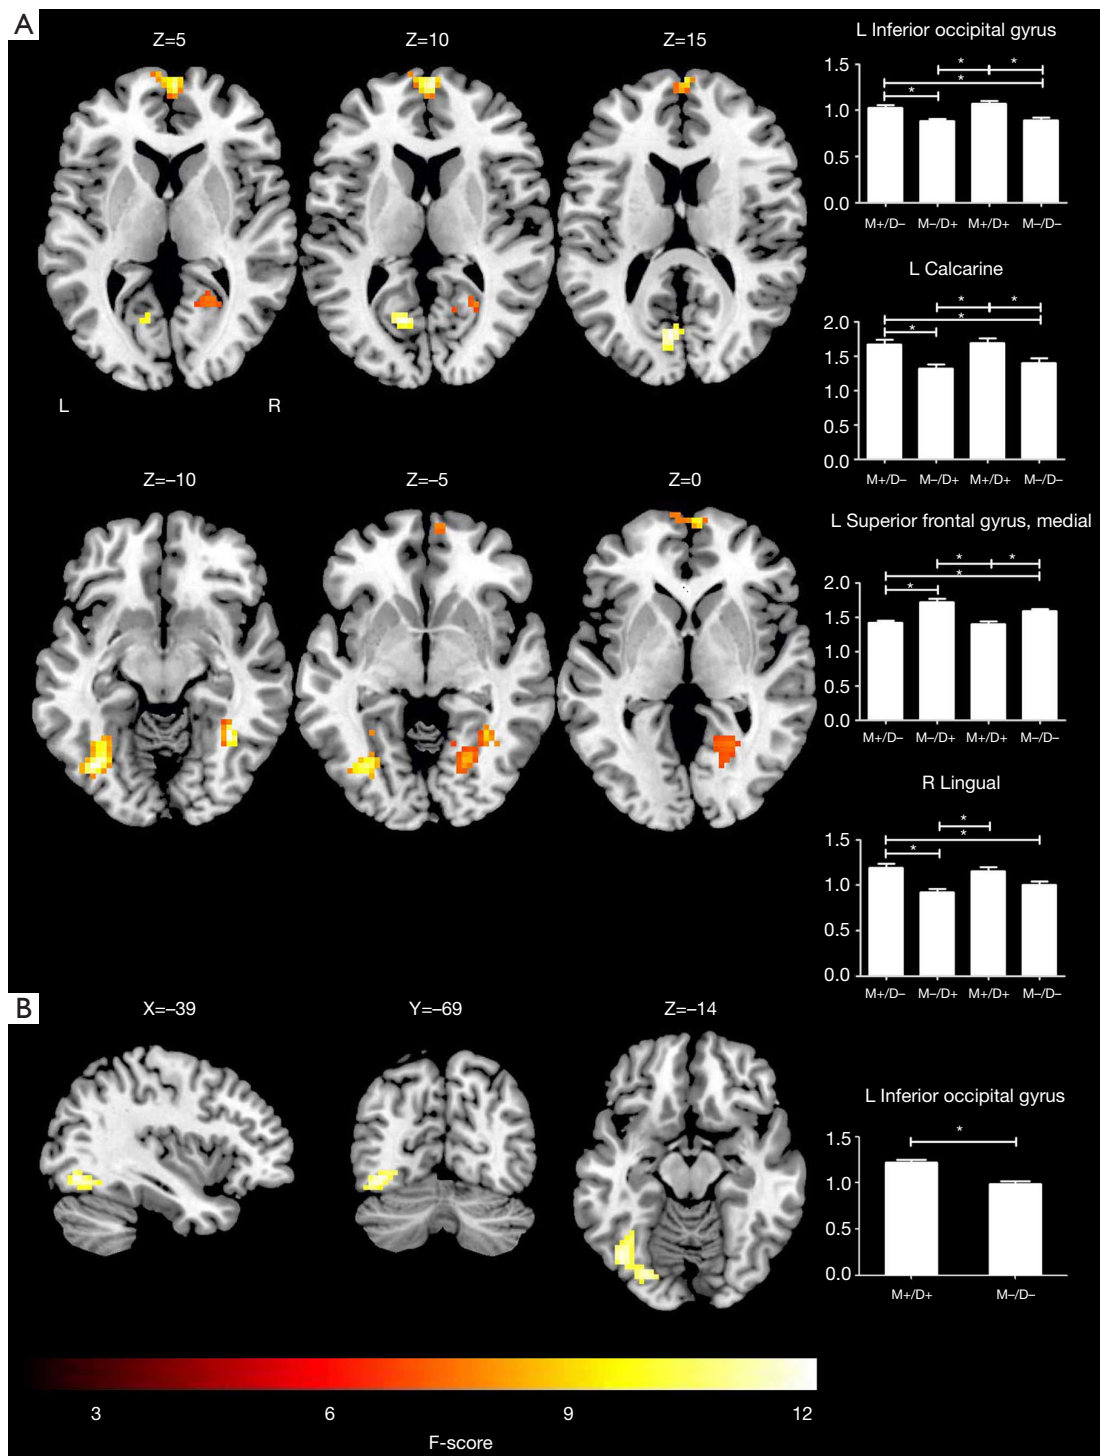 A
Z=5
Z=10
Z=15
L
R
Z=–10
Z=–5
Z=0
L Inferior occipital gyrus
* *
*
*
1.5
1.0
0.5
0.0
M+/D– M–/D+ M+/D+ M–/D–
L Calcarine
* *
*
*
2.0
1.5
1.0
0.5
0.0
M+/D– M–/D+ M+/D+ M–/D–
L Superior frontal gyrus, medial
* *
*
*
2.0
1.5
1.0
0.5
0.0
M+/D– M–/D+ M+/D+ M–/D–
R Lingual
*
*
*
1.5
1.0
0.5
0.0
M+/D– M–/D+ M+/D+ M–/D–
B
X=–39
Y=–69
Z=–14
L Inferior occipital gyrus
*
1.5
1.0
0.5
0.0
M+/D+ M–/D–
3 6 9 12
F-score